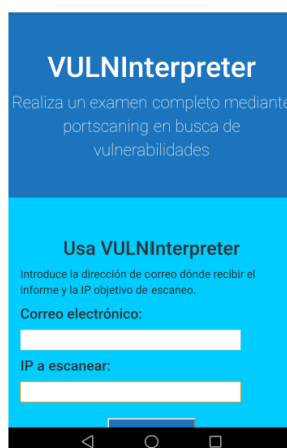 VULNInterpreter
Realiza un examen completo mediante
portscaning en busca de
vulnerabilidades
Usa VULNInterpreter
Introduce la dirección de correo dónde recibir el
informe y la IP objetivo de escaneo.
Correo electrónico:
IP a escanear: